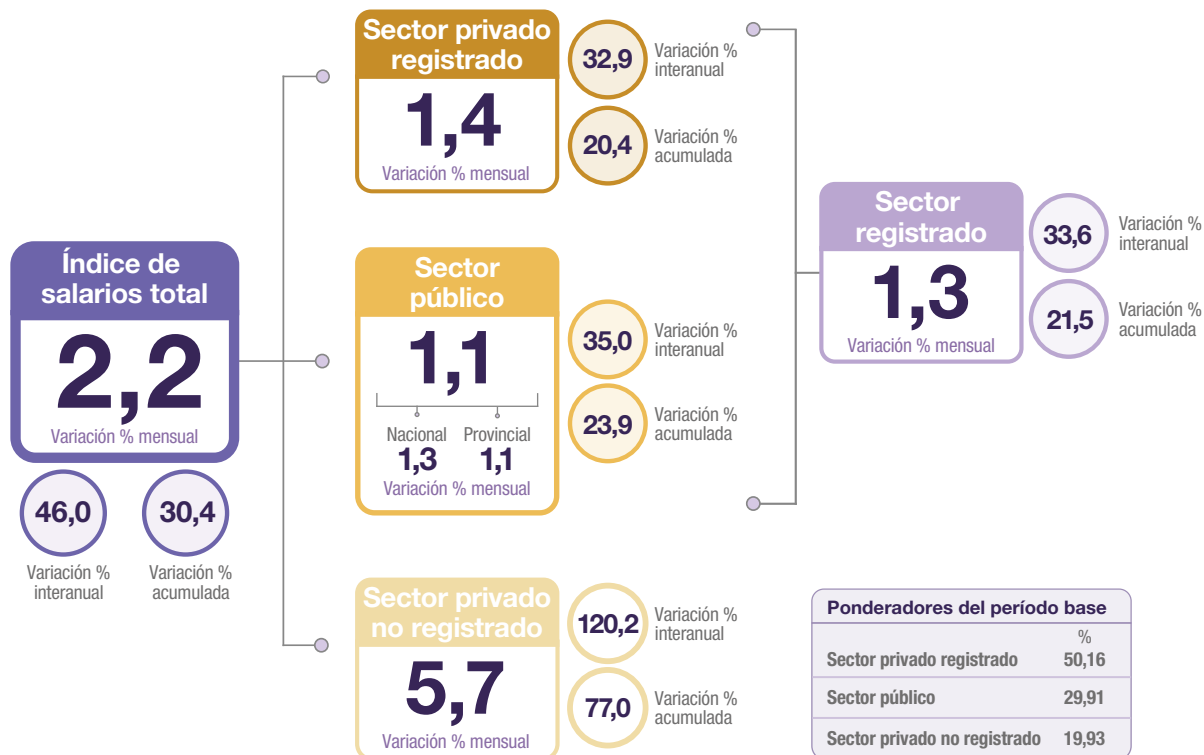 Índice de
salarios total
2,2
Variación % mensual
46,0
Variación %
interanual
30,4
Variación %
acumulada
Sector privado
registrado
1,4
Variación % mensual
32,9
Variación %
interanual
20,4
Variación %
acumulada
Sector
público
1,1
Nacional
1,3
Provincial
1,1
Variación % mensual
35,0
Variación %
interanual
23,9
Variación %
acumulada
Sector privado
no registrado
5,7
Variación % mensual
120,2
Variación %
interanual
77,0
Variación %
acumulada
Sector
registrado
1,3
Variación % mensual
33,6
Variación %
interanual
21,5
Variación %
acumulada
Ponderadores del período base
%
Sector privado registrado 50,16
Sector público 29,91
Sector privado no registrado 19,93